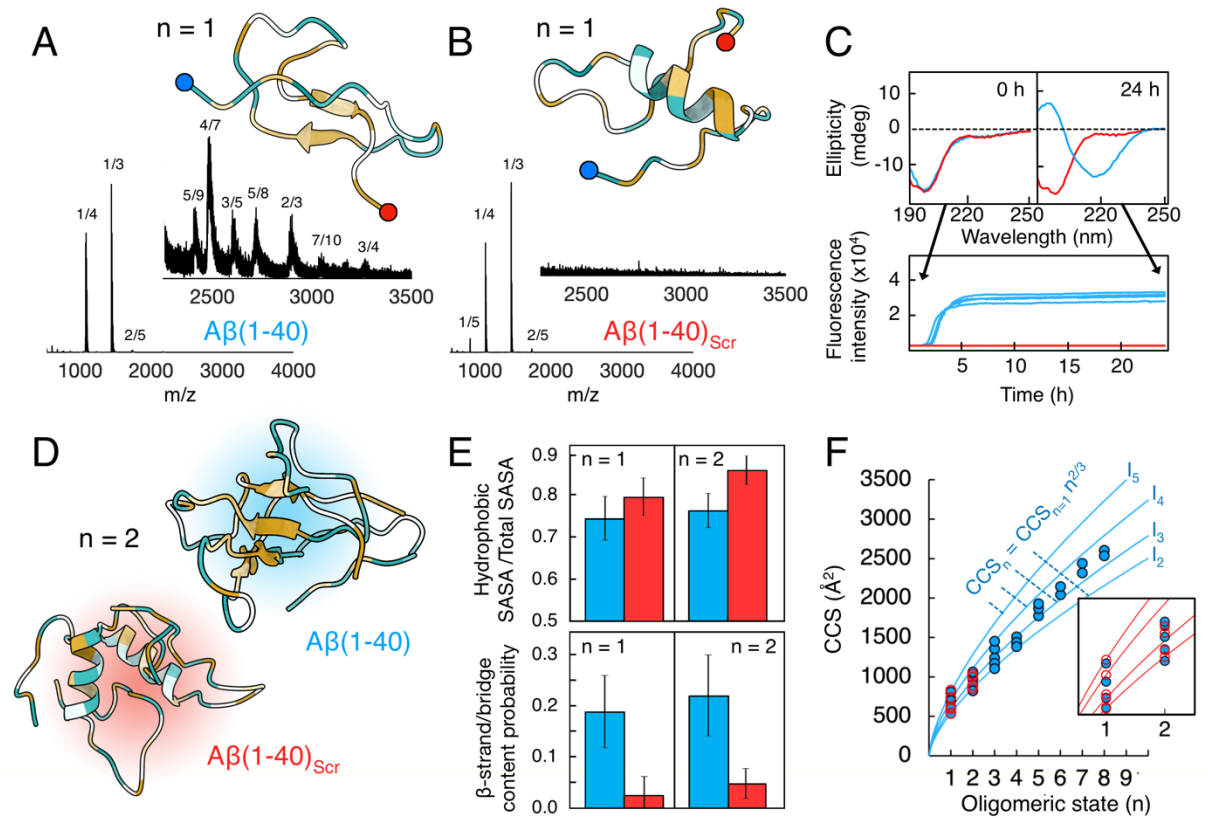 A
n = 1
4/7
1/3
5/9
3/5
5/8
2/3
1/4
7/10
3/4
2500
3000
3500
Aβ(1-40)
2/5
1000
2000
3000
4000
m/z
B
n = 1
1/3
1/4
2500
3000
3500
1/5
2/5
Aβ(1-40)Scr
1000
2000
3000
4000
m/z
C
Ellipticity
(mdeg)
10
0
-10
0 h
24 h
190
220
250
220
250
Wavelength (nm)
Fluorescence
intensity (x10⁴)
4
2
5
10
15
20
Time (h)
D
n = 2
Aβ(1-40)
Aβ(1-40)Scr
E
Hydrophobic
SASA/Total SASA
0.9
0.8
0.7
0.5
n = 1
n = 2
β-strand/bridge
content probability
0.3
0.2
0.1
0.0
n = 1
n = 2
F
CCS (Å²)
3500
3000
2500
2000
1500
1000
500
0
CCSₙ = CCSₙ₌₁ n²ᐟ³
I₅
I₄
I₃
I₂
1
2
1 2 3 4 5 6 7 8 9
Oligomeric state (n)